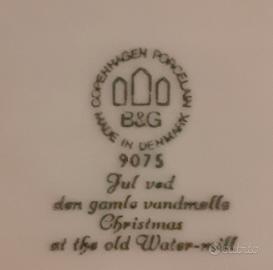 COPENHAGEN PORCELAIN
B&G
MADE IN DENMARK
9075
Jul ved
den gamle vandmølle
Christmas
at the old Water-mill